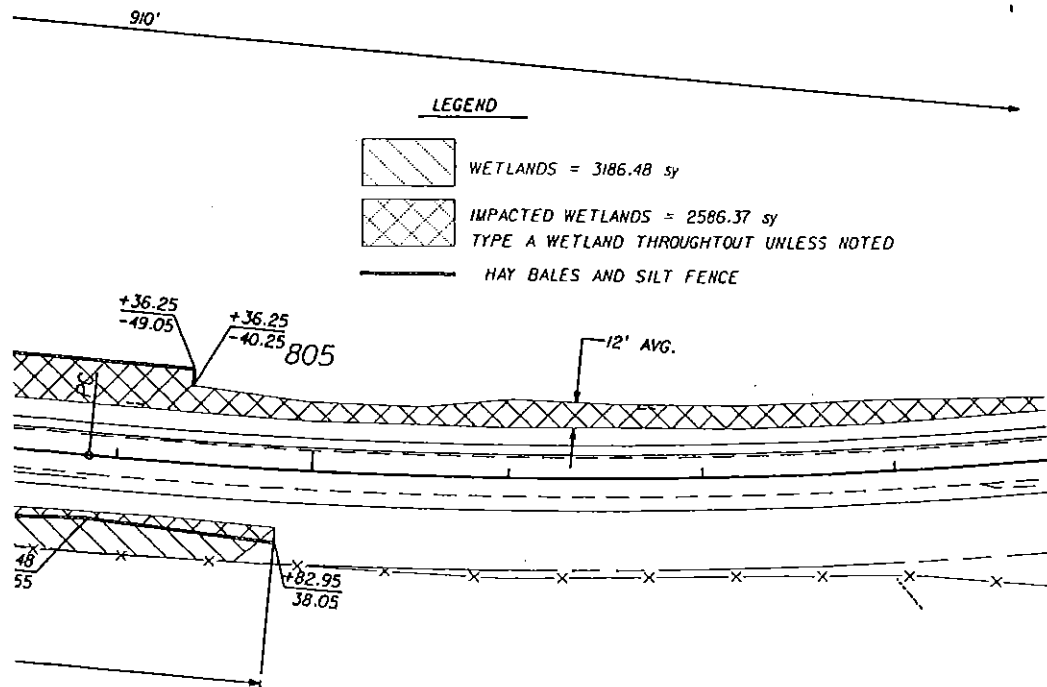 910'
LEGEND
WETLANDS = 3186.48 sy
IMPACTED WETLANDS = 2586.37 sy
TYPE A WETLAND THROUGHTOUT UNLESS NOTED
HAY BALES AND SILT FENCE
+36.25
-49.05
+36.25
-40.25
805
12' AVG.
PC
48
55
+82.95
38.05